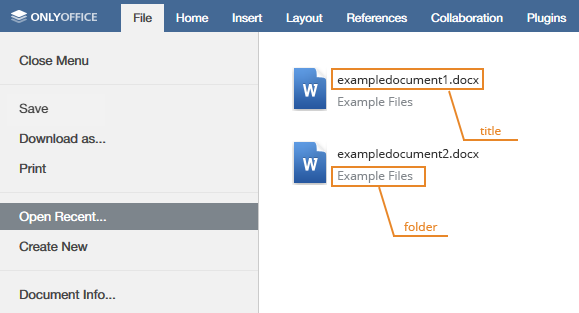 ONLYOFFICE File Home Insert Layout References Collaboration Plugins
Close Menu
Save
Download as...
Print
Open Recent...
Create New
Document Info...
exampledocument1.docx
Example Files
title
exampledocument2.docx
Example Files
folder
W
W